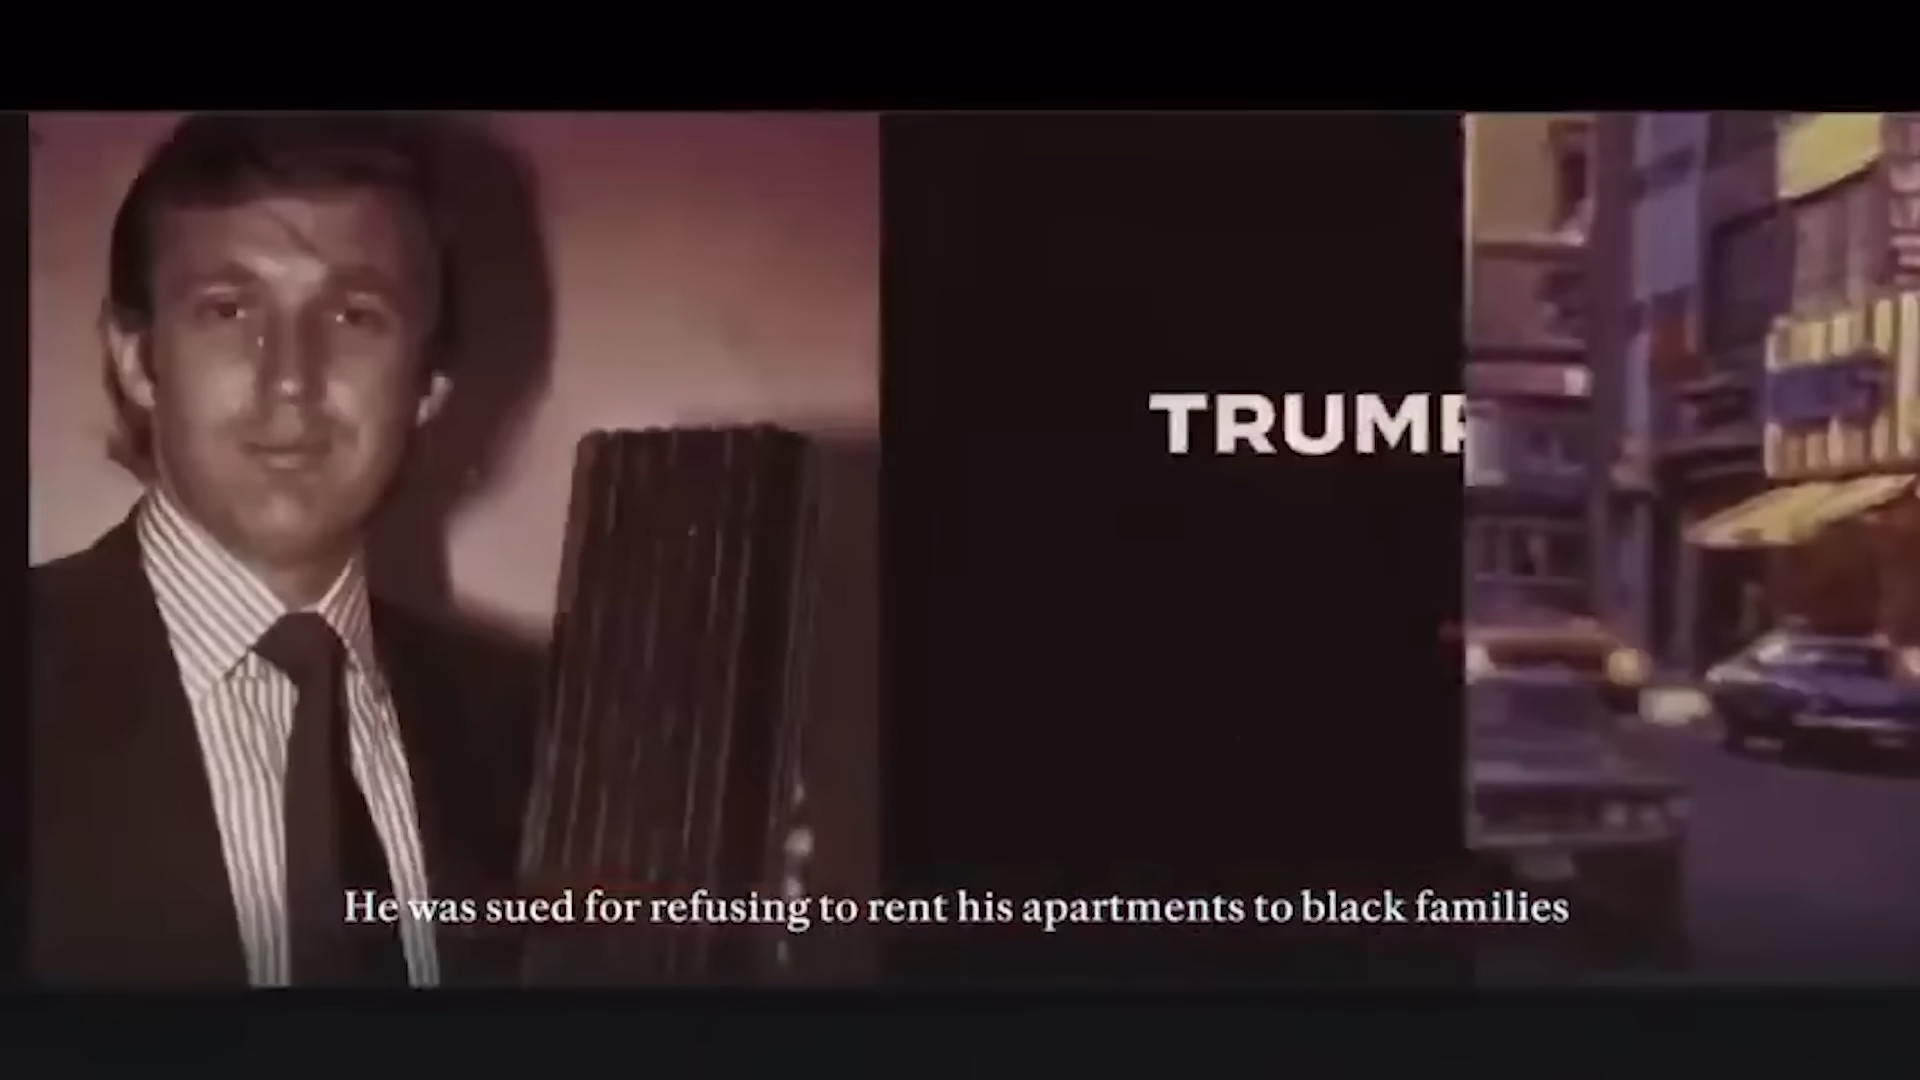 TRUMP
He was sued for refusing to rent his apartments to black families